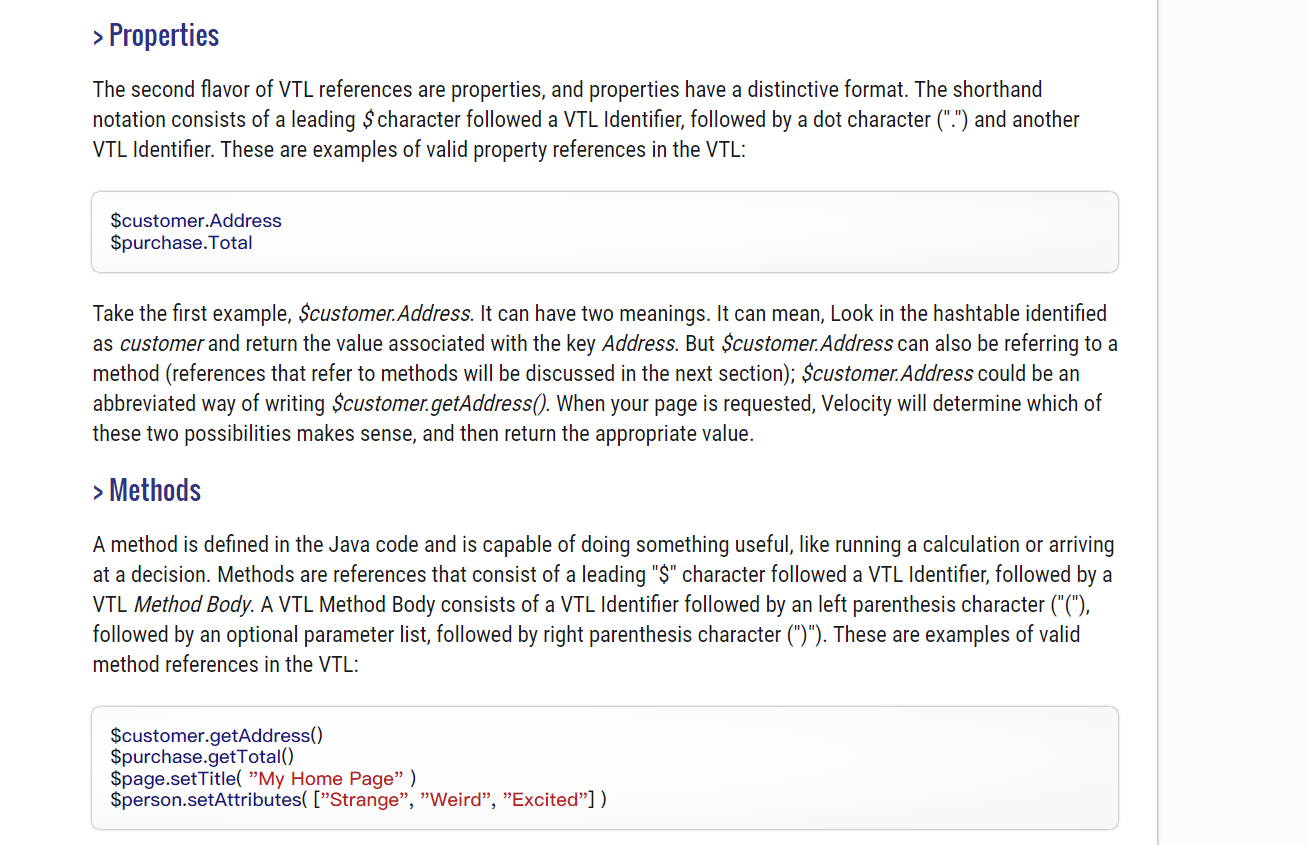 > Properties
The second flavor of VTL references are properties, and properties have a distinctive format. The shorthand
notation consists of a leading $ character followed a VTL Identifier, followed by a dot character (".") and another
VTL Identifier. These are examples of valid property references in the VTL:
$customer.Address
$purchase.Total
Take the first example, $customer.Address. It can have two meanings. It can mean, Look in the hashtable identified
as customer and return the value associated with the key Address. But $customer.Address can also be referring to a
method (references that refer to methods will be discussed in the next section); $customer.Address could be an
abbreviated way of writing $customer.getAddress(). When your page is requested, Velocity will determine which of
these two possibilities makes sense, and then return the appropriate value.
> Methods
A method is defined in the Java code and is capable of doing something useful, like running a calculation or arriving
at a decision. Methods are references that consist of a leading "$" character followed a VTL Identifier, followed by a
VTL Method Body. A VTL Method Body consists of a VTL Identifier followed by an left parenthesis character ("("),
followed by an optional parameter list, followed by right parenthesis character (")"). These are examples of valid
method references in the VTL:
$customer.getAddress()
$purchase.getTotal()
$page.setTitle( ”My Home Page” )
$person.setAttributes( [”Strange”, ”Weird”, ”Excited”] )